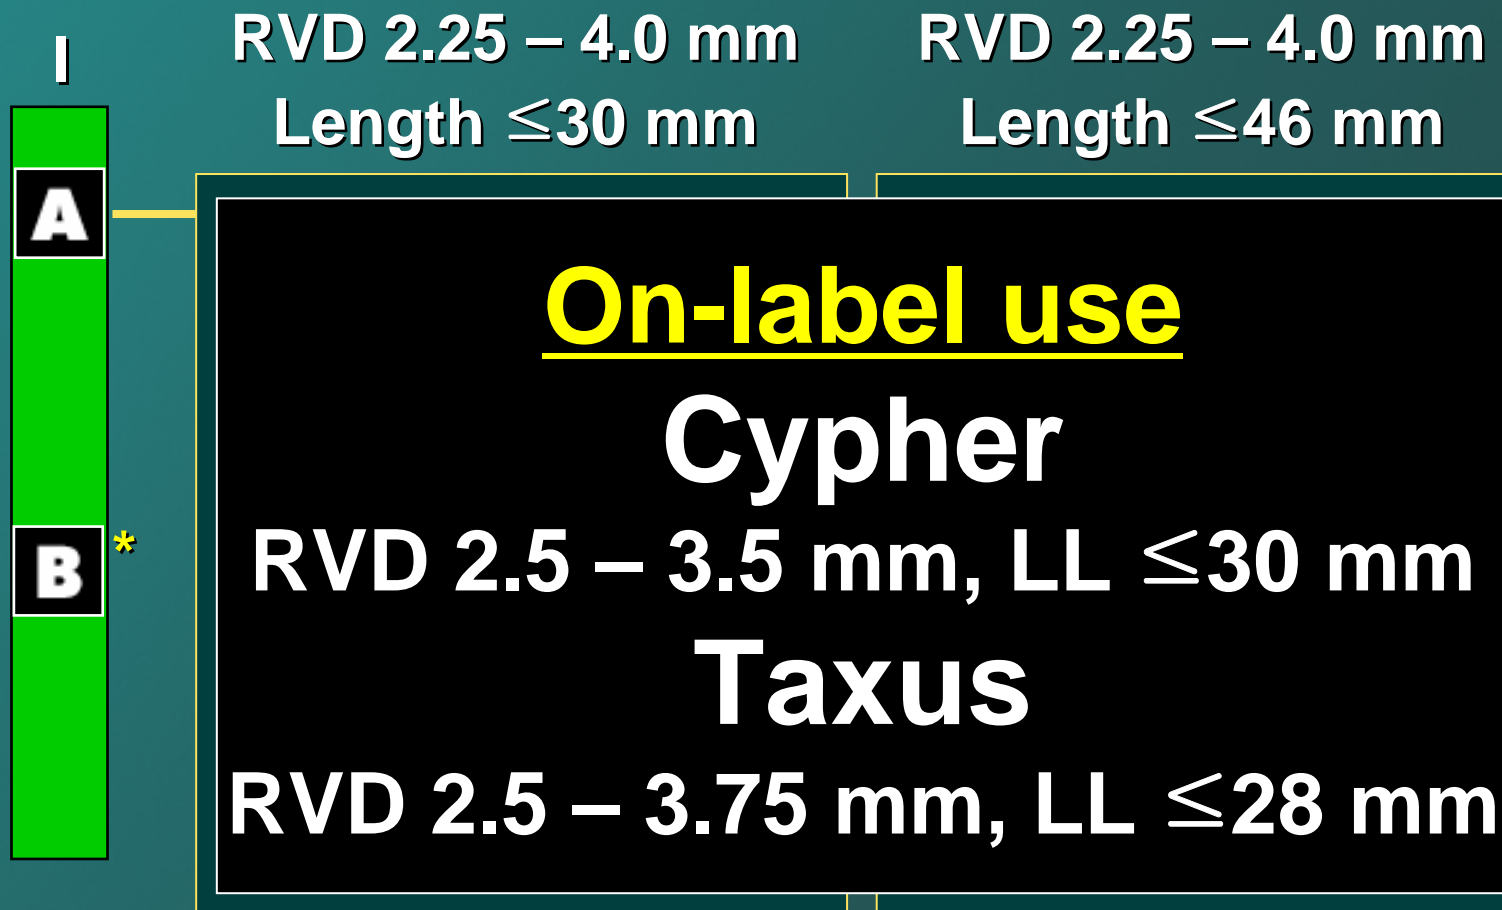 I
RVD 2.25 – 4.0 mm
Length ≤30 mm
RVD 2.25 – 4.0 mm
Length ≤46 mm
A
B *
On-label use
Cypher
RVD 2.5 – 3.5 mm, LL ≤30 mm
Taxus
RVD 2.5 – 3.75 mm, LL ≤28 mm